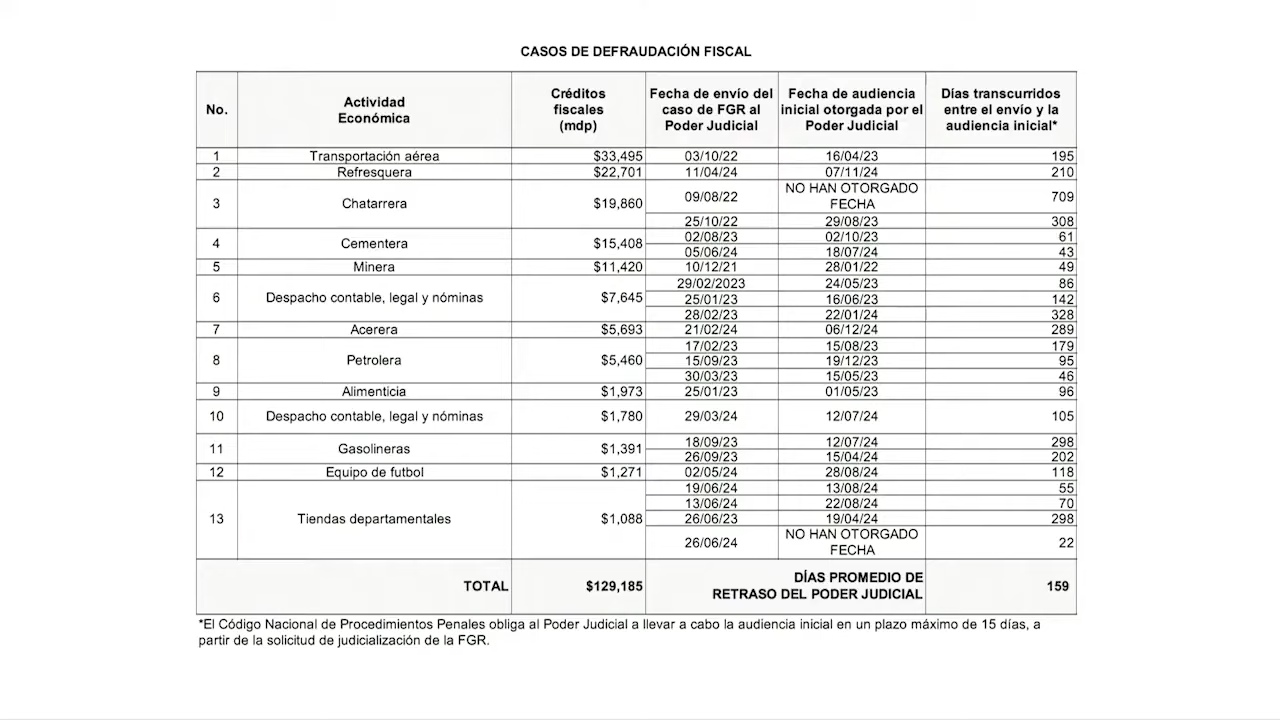 CASOS DE DEFRAUDACIÓN FISCAL
No. Actividad Económica Créditos fiscales (mdp) Fecha de envío del caso de FGR al Poder Judicial Fecha de audiencia inicial otorgada por el Poder Judicial Días transcurridos entre el envío y la audiencia inicial*
1 Transportación aérea $33,495 03/10/22 16/04/23 195
2 Refresquera $22,701 11/04/24 07/11/24 210
3 Chatarrera $19,860 09/08/22 NO HAN OTORGADO FECHA 709
25/10/22 29/08/23 308
4 Cementera $15,408 02/08/23 02/10/23 61
05/06/24 18/07/24 43
5 Minera $11,420 10/12/21 28/01/22 49
6 Despacho contable, legal y nóminas $7,645 29/02/2023 24/05/23 86
25/01/23 16/06/23 142
28/02/23 22/01/24 328
7 Acerera $5,693 21/02/24 06/12/24 289
8 Petrolera $5,460 17/02/23 15/08/23 179
15/09/23 19/12/23 95
30/03/23 15/05/23 46
9 Alimenticia $1,973 25/01/23 01/05/23 96
10 Despacho contable, legal y nóminas $1,780 29/03/24 12/07/24 105
11 Gasolineras $1,391 18/09/23 12/07/24 298
26/09/23 15/04/24 202
12 Equipo de futbol $1,271 02/05/24 28/08/24 118
13 Tiendas departamentales $1,088 19/06/24 13/08/24 55
13/06/24 22/08/24 70
26/06/23 19/04/24 298
26/06/24 NO HAN OTORGADO FECHA 22
TOTAL $129,185 DÍAS PROMEDIO DE RETRASO DEL PODER JUDICIAL 159
*El Código Nacional de Procedimientos Penales obliga al Poder Judicial a llevar a cabo la audiencia inicial en un plazo máximo de 15 días, a
partir de la solicitud de judicialización de la FGR.